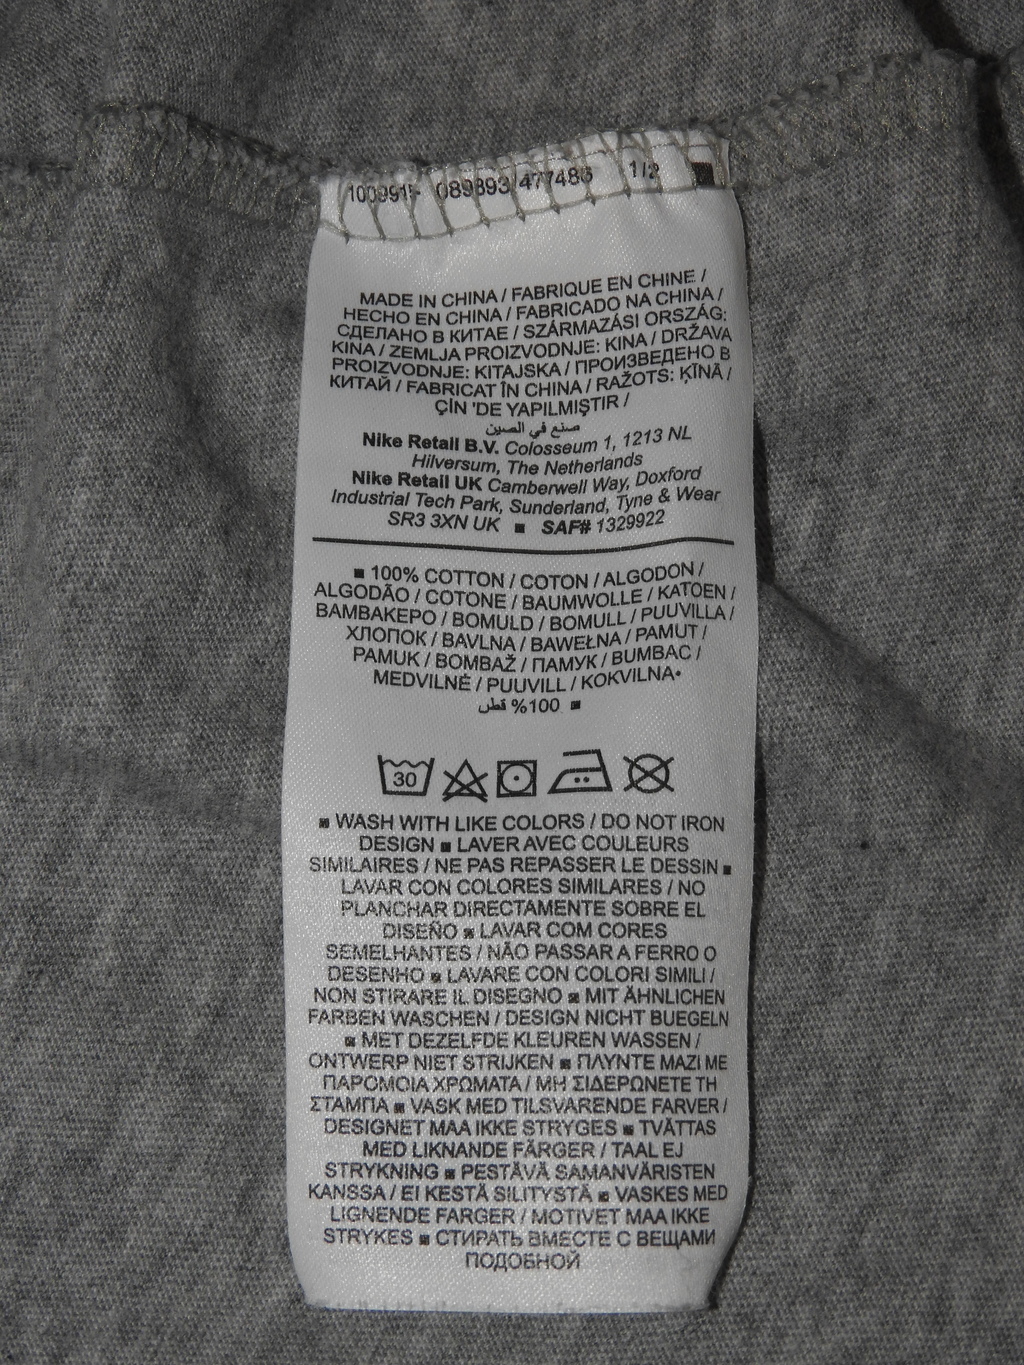 089893/477486 1/2
MADE IN CHINA / FABRIQUE EN CHINE /
HECHO EN CHINA / FABRICADO NA CHINA /
СДЕЛАНО В КИТАЕ / SZÁRMAZÁSI ORSZÁG:
KINA / ZEMLJA PROIZVODNJE: KINA / DRŽAVA
PROIZVODNJE: KITAJSKA / ПРОИЗВЕДЕНО В
КИТАЙ / FABRICAT ÎN CHINA / RAŽOTS: ĶĪNĀ /
ÇİN 'DE YAPILMIŞTIR /
صنع في الصين
Nike Retail B.V. Colosseum 1, 1213 NL
Hilversum, The Netherlands
Nike Retail UK Camberwell Way, Doxford
Industrial Tech Park, Sunderland, Tyne & Wear
SR3 3XN UK ■ SAF# 1329922
■ 100% COTTON / COTON / ALGODON /
ALGODÃO / COTONE / BAUMWOLLE / KATOEN /
ΒΑΜΒΑΚΕΡΟ / BOMULD / BOMULL / PUUVILLA /
ХЛОПОК / BAVLNA / BAWEŁNA / PAMUT /
PAMUK / BOMBAŽ / ПАМУК / BUMBAC /
MEDVILNĖ / PUUVILL / KOKVILNA•
100% قطن ■
30
■ WASH WITH LIKE COLORS / DO NOT IRON
DESIGN ■ LAVER AVEC COULEURS
SIMILAIRES / NE PAS REPASSER LE DESSIN ■
LAVAR CON COLORES SIMILARES / NO
PLANCHAR DIRECTAMENTE SOBRE EL
DISEÑO ■ LAVAR COM CORES
SEMELHANTES / NÃO PASSAR A FERRO O
DESENHO ■ LAVARE CON COLORI SIMILI /
NON STIRARE IL DISEGNO ■ MIT ÄHNLICHEN
FARBEN WASCHEN / DESIGN NICHT BUEGELN
■ MET DEZELFDE KLEUREN WASSEN /
ONTWERP NIET STRIJKEN ■ ΠΛΥΝΤΕ ΜΑΖΙ ΜΕ
ΠΑΡΟΜΟΙΑ ΧΡΩΜΑΤΑ / ΜΗ ΣΙΔΕΡΩΝΕΤΕ ΤΗ
ΣΤΑΜΠΑ ■ VASK MED TILSVARENDE FARVER /
DESIGNET MAA IKKE STRYGES ■ TVÄTTAS
MED LIKNANDE FÄRGER / TAAL EJ
STRYKNING ■ PESTÄVÄ SAMANVÄRISTEN
KANSSA / EI KESTÄ SILITYSTÄ ■ VASKES MED
LIGNENDE FARGER / MOTIVET MAA IKKE
STRYKES ■ СТИРАТЬ ВМЕСТЕ С ВЕЩАМИ
ПОДОБНОЙ